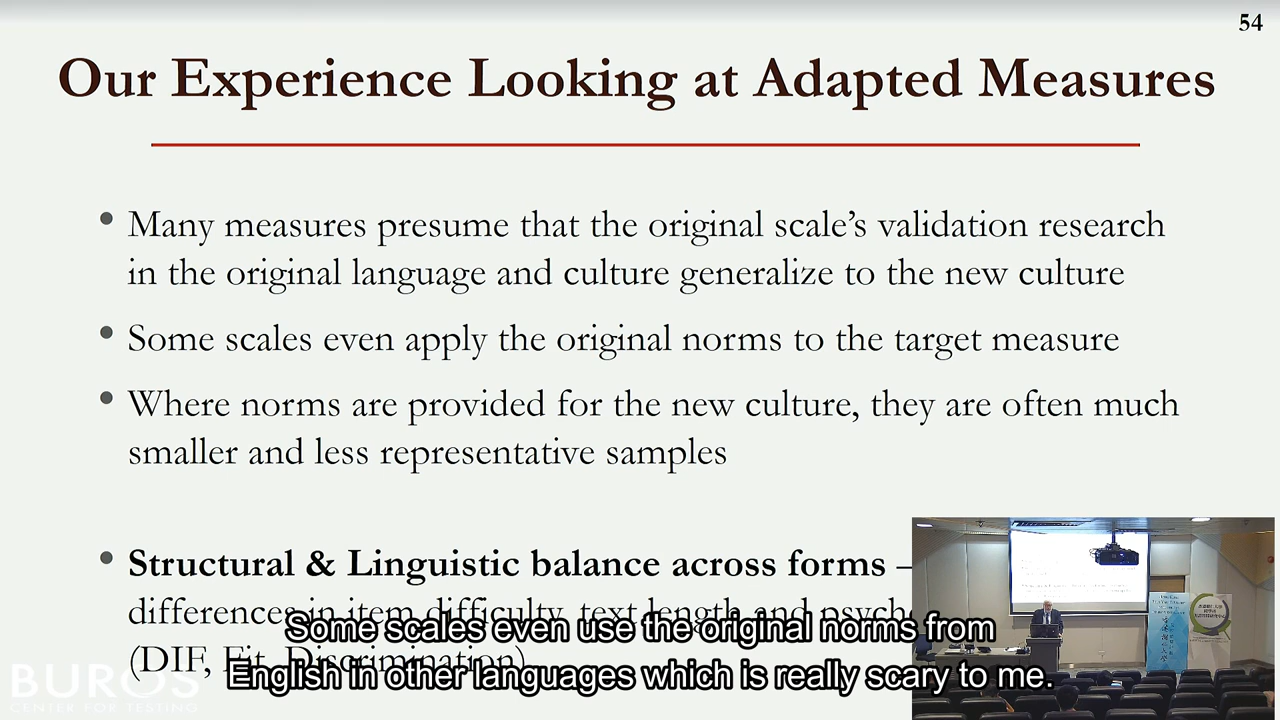 54
Our Experience Looking at Adapted Measures
• Many measures presume that the original scale's validation research
in the original language and culture generalize to the new culture
• Some scales even apply the original norms to the target measure
• Where norms are provided for the new culture, they are often much
smaller and less representative samples
• Structural & Linguistic balance across forms –
differences in item difficulty, text length and psych
(DIF, Fit, Discrimination)
Some scales even use the original norms from
English in other languages which is really scary to me.
BUROS
CENTER FOR TESTING